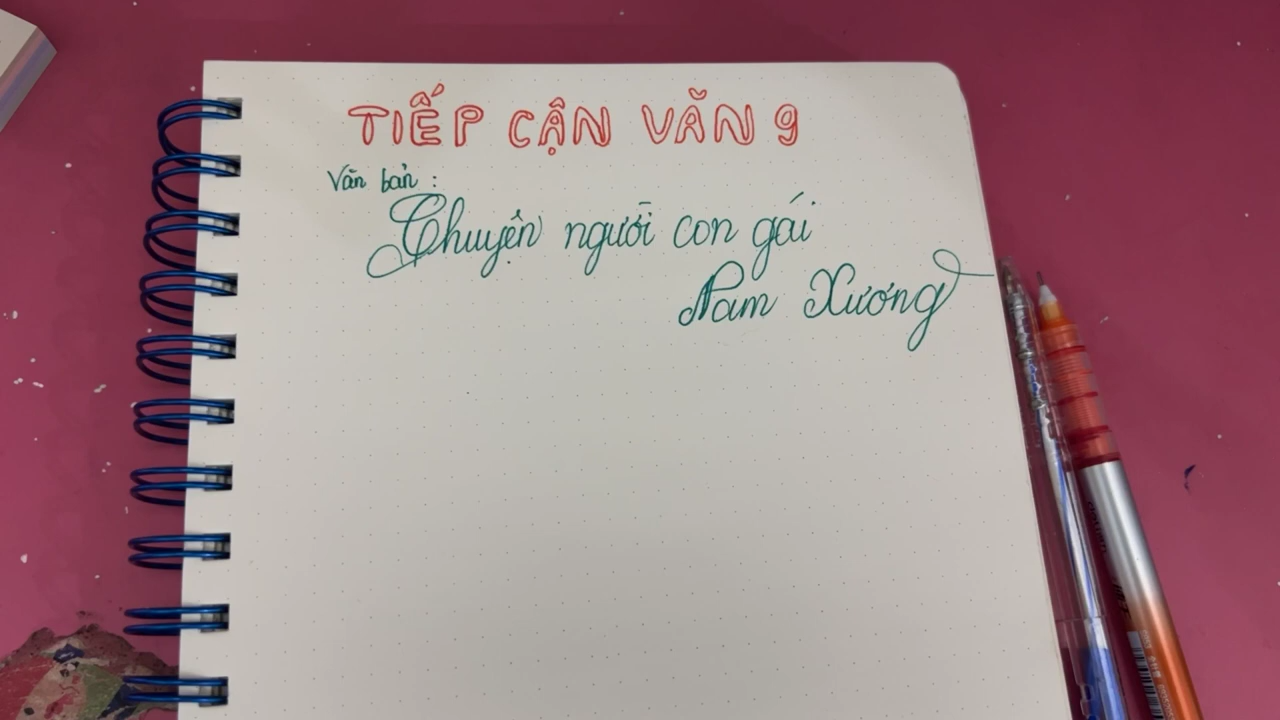 TIẾP CẬN VĂN 9
Văn bản :
Chuyện người con gái
Nam Xương